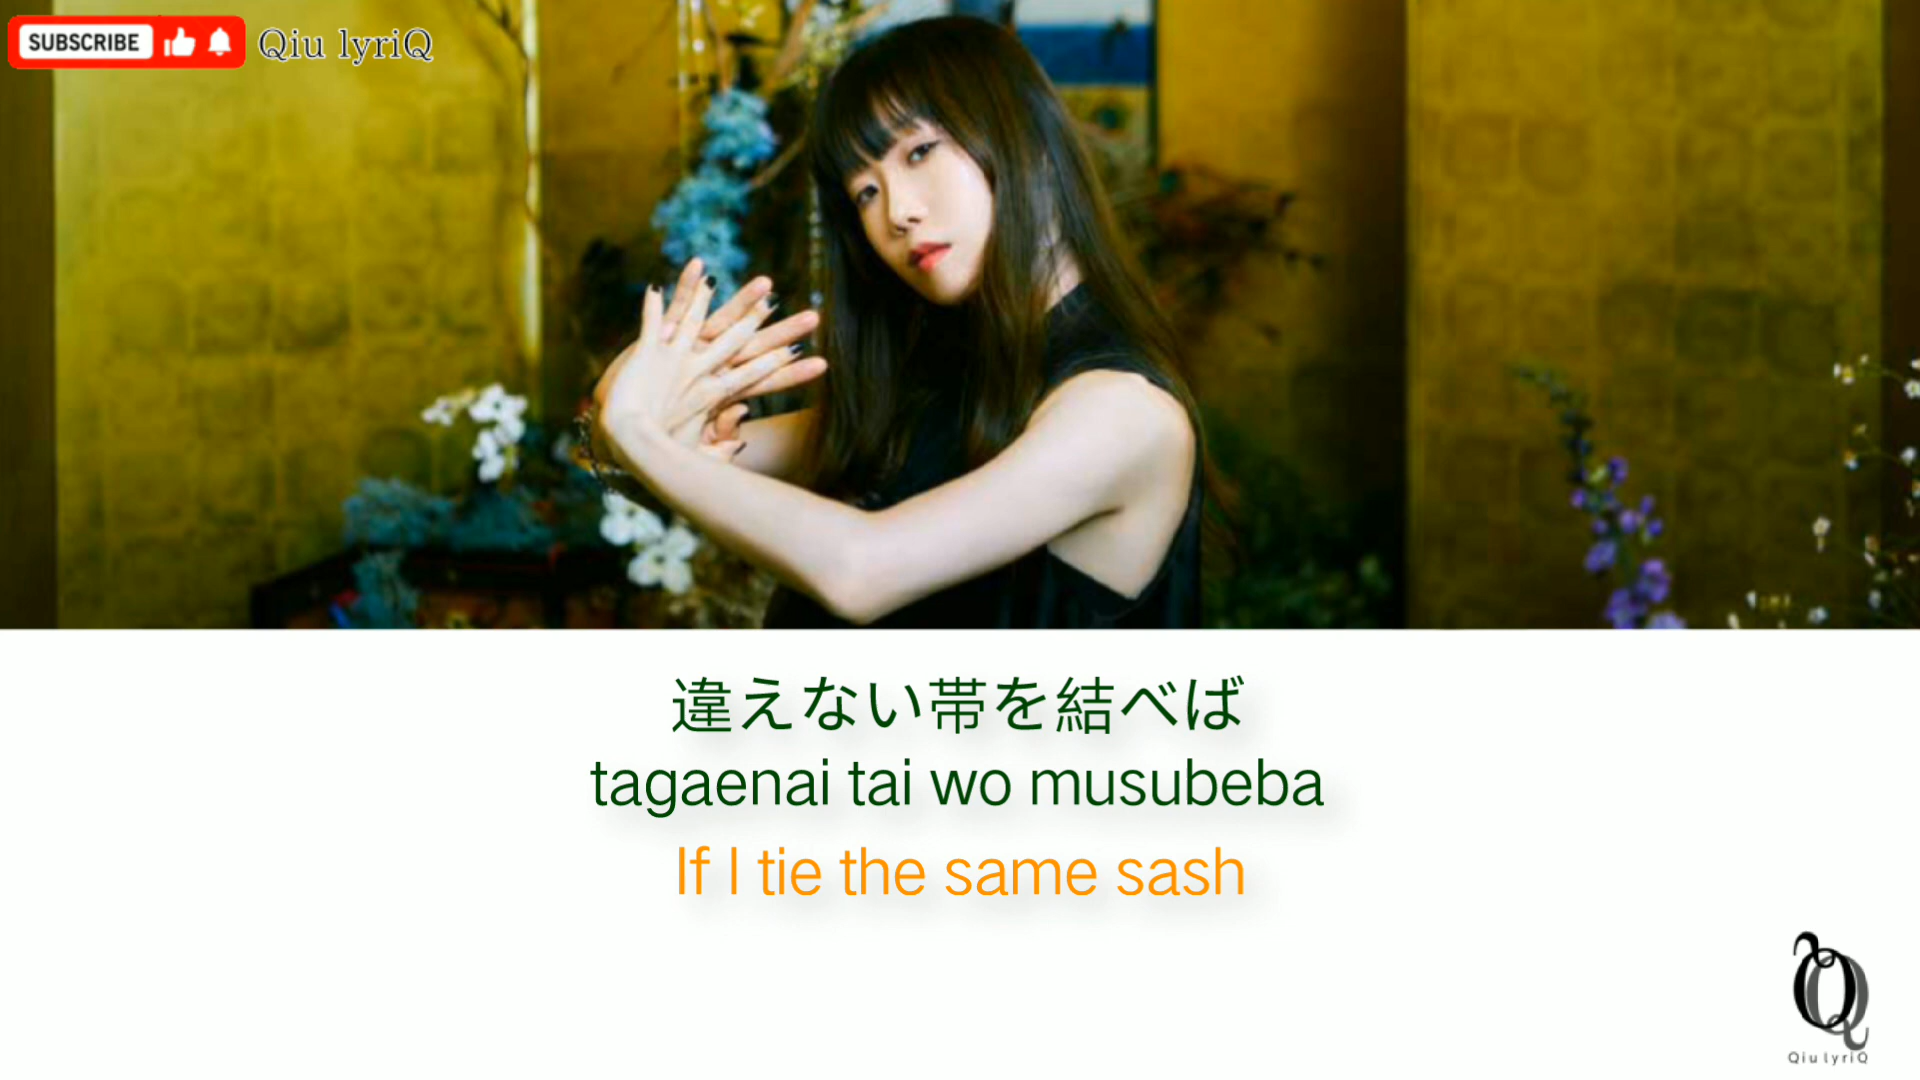 SUBSCRIBE Qiu lyriQ
違えない帯を結べば
tagaenai tai wo musubeba
If I tie the same sash
Qiu lyriQ